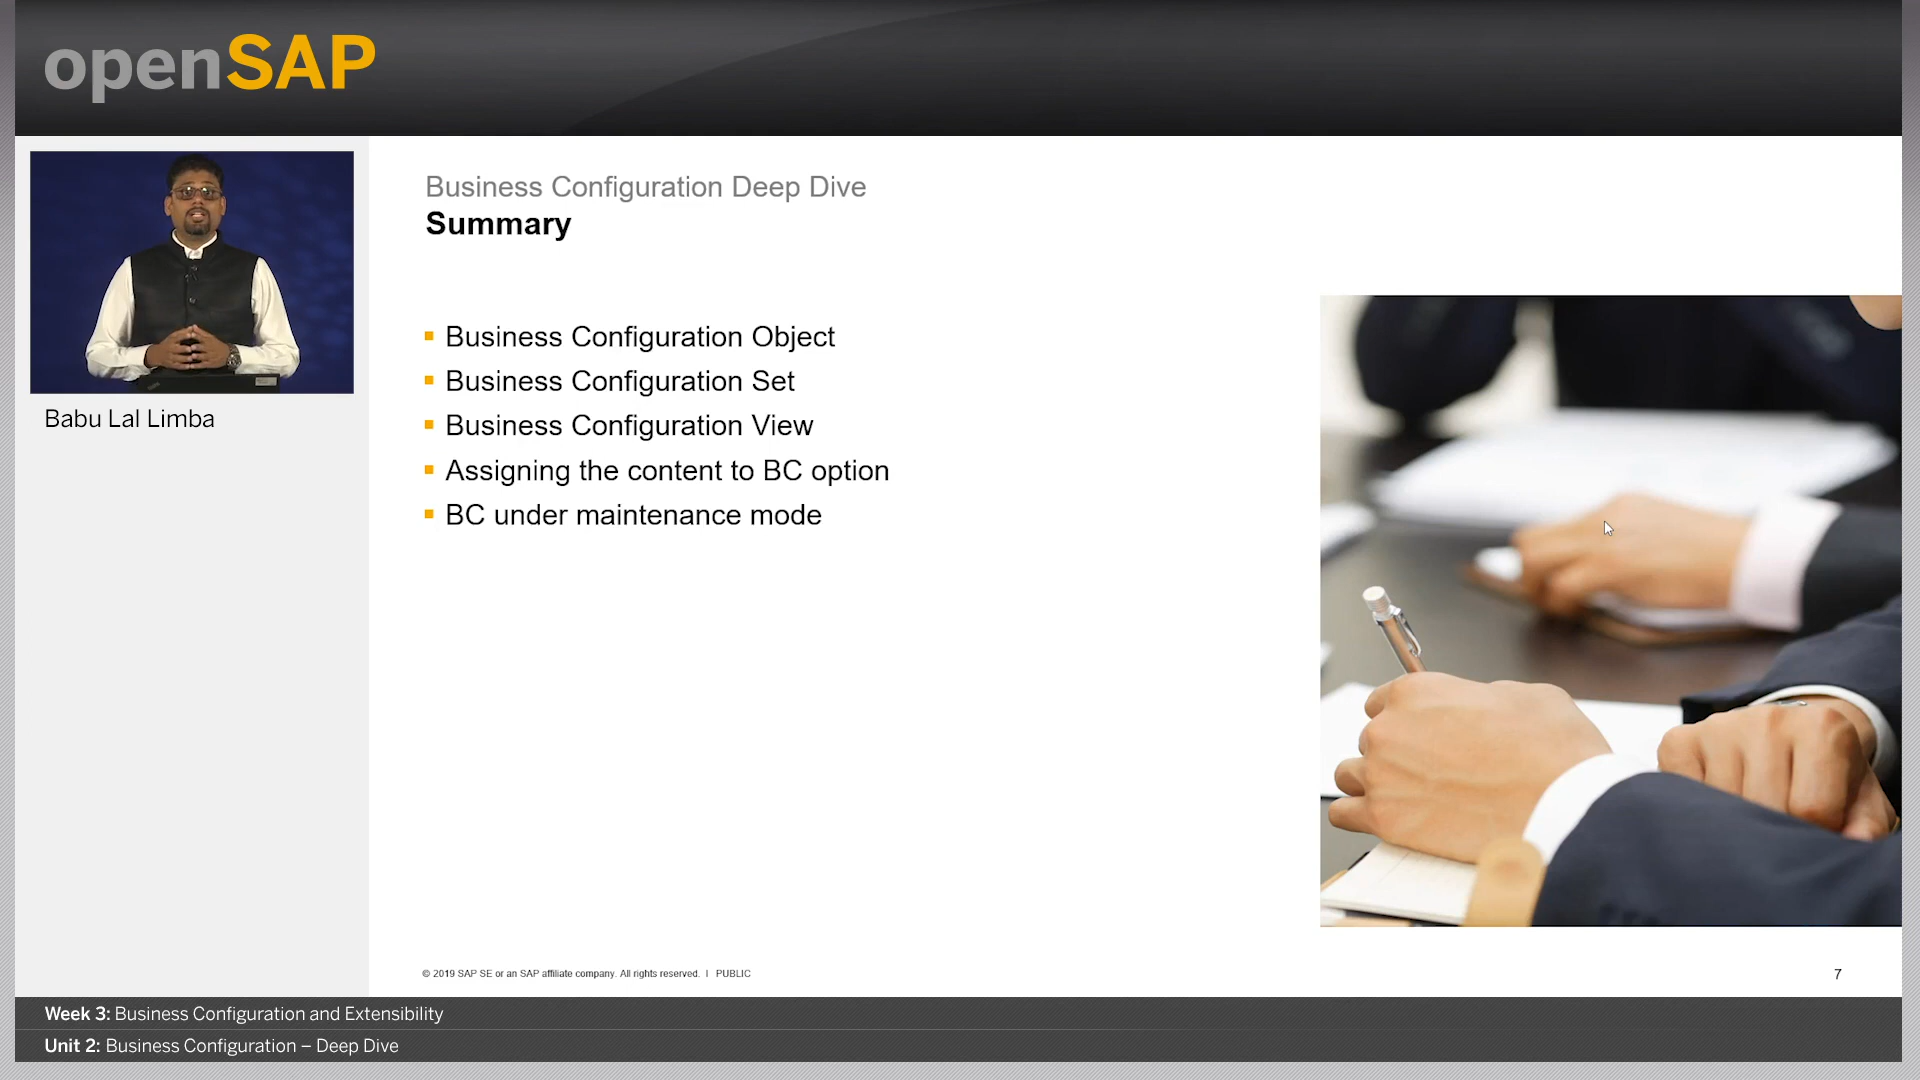 openSAP
Babu Lal Limba
Business Configuration Deep Dive
Summary
Business Configuration Object
Business Configuration Set
Business Configuration View
Assigning the content to BC option
BC under maintenance mode
© 2019 SAP SE or an SAP affiliate company. All rights reserved. I PUBLIC
7
Week 3: Business Configuration and Extensibility
Unit 2: Business Configuration – Deep Dive